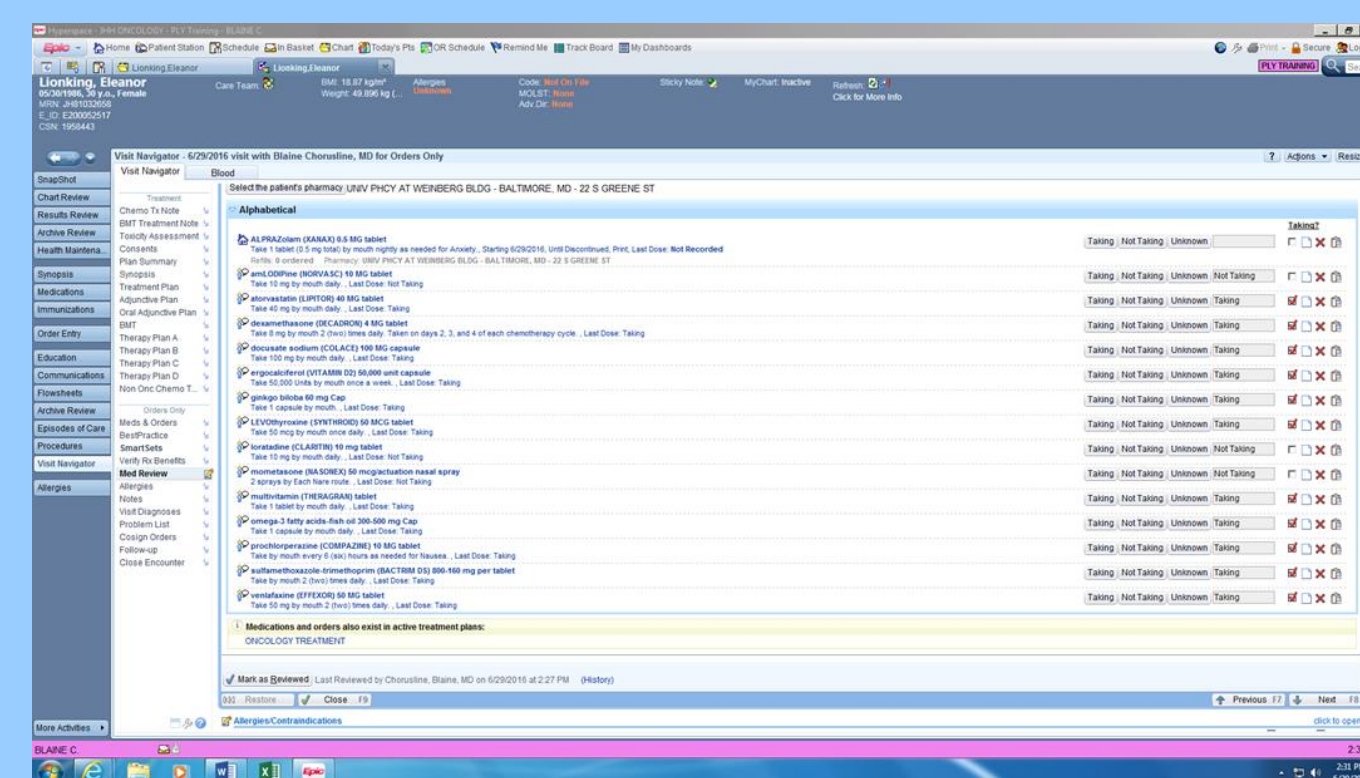 Hyperspace - JHH ONCOLOGY - PLY Training - BLAINE C.
Epic Home Patient Station Schedule In Basket Chart Today's Pts OR Schedule Remind Me Track Board My Dashboards Print Secure
Lionking,Eleanor Lionking,Eleanor PLY TRAINING
Lionking, Eleanor
05/30/1986, 30 y.o., Female
MRN: JH81032658
E_ID: E200052517
CSN: 1956443
Care Team:
BMI: 18.87 kg/m²
Weight: 49.896 kg (...
Allergies
Unknown
Code: Not On File
MOLST: None
Adv.Dir: None
Sticky Note:
MyChart: Inactive
Refresh:
Click for More Info
Visit Navigator - 6/29/2016 visit with Blaine Chorusline, MD for Orders Only ? Actions
Visit Navigator Blood
SnapShot
Chart Review
Results Review
Archive Review
Health Maintena...
Synopsis
Medications
Immunizations
Order Entry
Education
Communications
Flowsheets
Archive Review
Episodes of Care
Procedures
Visit Navigator
Allergies
More Activities
Treatment
Chemo Tx Note
BMT Treatment Note
Toxicity Assessment
Consents
Plan Summary
Synopsis
Treatment Plan
Adjunctive Plan
Oral Adjunctive Plan
BMT
Therapy Plan A
Therapy Plan B
Therapy Plan C
Therapy Plan D
Non Onc Chemo T...
Orders Only
Meds & Orders
BestPractice
SmartSets
Verify Rx Benefits
Med Review
Allergies
Notes
Visit Diagnoses
Problem List
Cosign Orders
Follow-up
Close Encounter
Select the patient's pharmacy UNIV PHCY AT WEINBERG BLDG - BALTIMORE, MD - 22 S GREENE ST
Alphabetical
Taking?
ALPRAZolam (XANAX) 0.5 MG tablet Taking Not Taking Unknown
Take 1 tablet (0.5 mg total) by mouth nightly as needed for Anxiety., Starting 6/29/2016, Until Discontinued, Print, Last Dose: Not Recorded
Refills: 0 ordered Pharmacy: UNIV PHCY AT WEINBERG BLDG - BALTIMORE, MD - 22 S GREENE ST
amLODIPine (NORVASC) 10 MG tablet Taking Not Taking Unknown Not Taking
Take 10 mg by mouth daily. , Last Dose: Not Taking
atorvastatin (LIPITOR) 40 MG tablet Taking Not Taking Unknown Taking
Take 40 mg by mouth daily. , Last Dose: Taking
dexamethasone (DECADRON) 4 MG tablet Taking Not Taking Unknown Taking
Take 8 mg by mouth 2 (two) times daily. Taken on days 2, 3, and 4 of each chemotherapy cycle. , Last Dose: Taking
docusate sodium (COLACE) 100 MG capsule Taking Not Taking Unknown Taking
Take 100 mg by mouth daily. , Last Dose: Taking
ergocalciferol (VITAMIN D2) 50,000 unit capsule Taking Not Taking Unknown Taking
Take 50,000 Units by mouth once a week. , Last Dose: Taking
ginkgo biloba 60 mg Cap Taking Not Taking Unknown Taking
Take 1 capsule by mouth. , Last Dose: Taking
LEVOthyroxine (SYNTHROID) 50 MCG tablet Taking Not Taking Unknown Taking
Take 50 mcg by mouth once daily. , Last Dose: Taking
loratadine (CLARITIN) 10 mg tablet Taking Not Taking Unknown Not Taking
Take 10 mg by mouth daily. , Last Dose: Not Taking
mometasone (NASONEX) 50 mcg/actuation nasal spray Taking Not Taking Unknown Not Taking
2 sprays by Each Nare route. , Last Dose: Not Taking
multivitamin (THERAGRAN) tablet Taking Not Taking Unknown Taking
Take 1 tablet by mouth daily. , Last Dose: Taking
omega-3 fatty acids-fish oil 300-500 mg Cap Taking Not Taking Unknown Taking
Take 1 capsule by mouth daily. , Last Dose: Taking
prochlorperazine (COMPAZINE) 10 MG tablet Taking Not Taking Unknown Taking
Take by mouth every 6 (six) hours as needed for Nausea. , Last Dose: Taking
sulfamethoxazole-trimethoprim (BACTRIM DS) 800-160 mg per tablet Taking Not Taking Unknown Taking
Take by mouth 2 (two) times daily. , Last Dose: Taking
venlafaxine (EFFEXOR) 50 MG tablet Taking Not Taking Unknown Taking
Take 50 mg by mouth 2 (two) times daily. , Last Dose: Taking
Medications and orders also exist in active treatment plans:
ONCOLOGY TREATMENT
Mark as Reviewed Last Reviewed by Chorusline, Blaine, MD on 6/29/2016 at 2:27 PM (History)
Restore Close F9 Previous F7 Next F8
Allergies/Contraindications click to open
BLAINE C.
Epic 2:31 PM